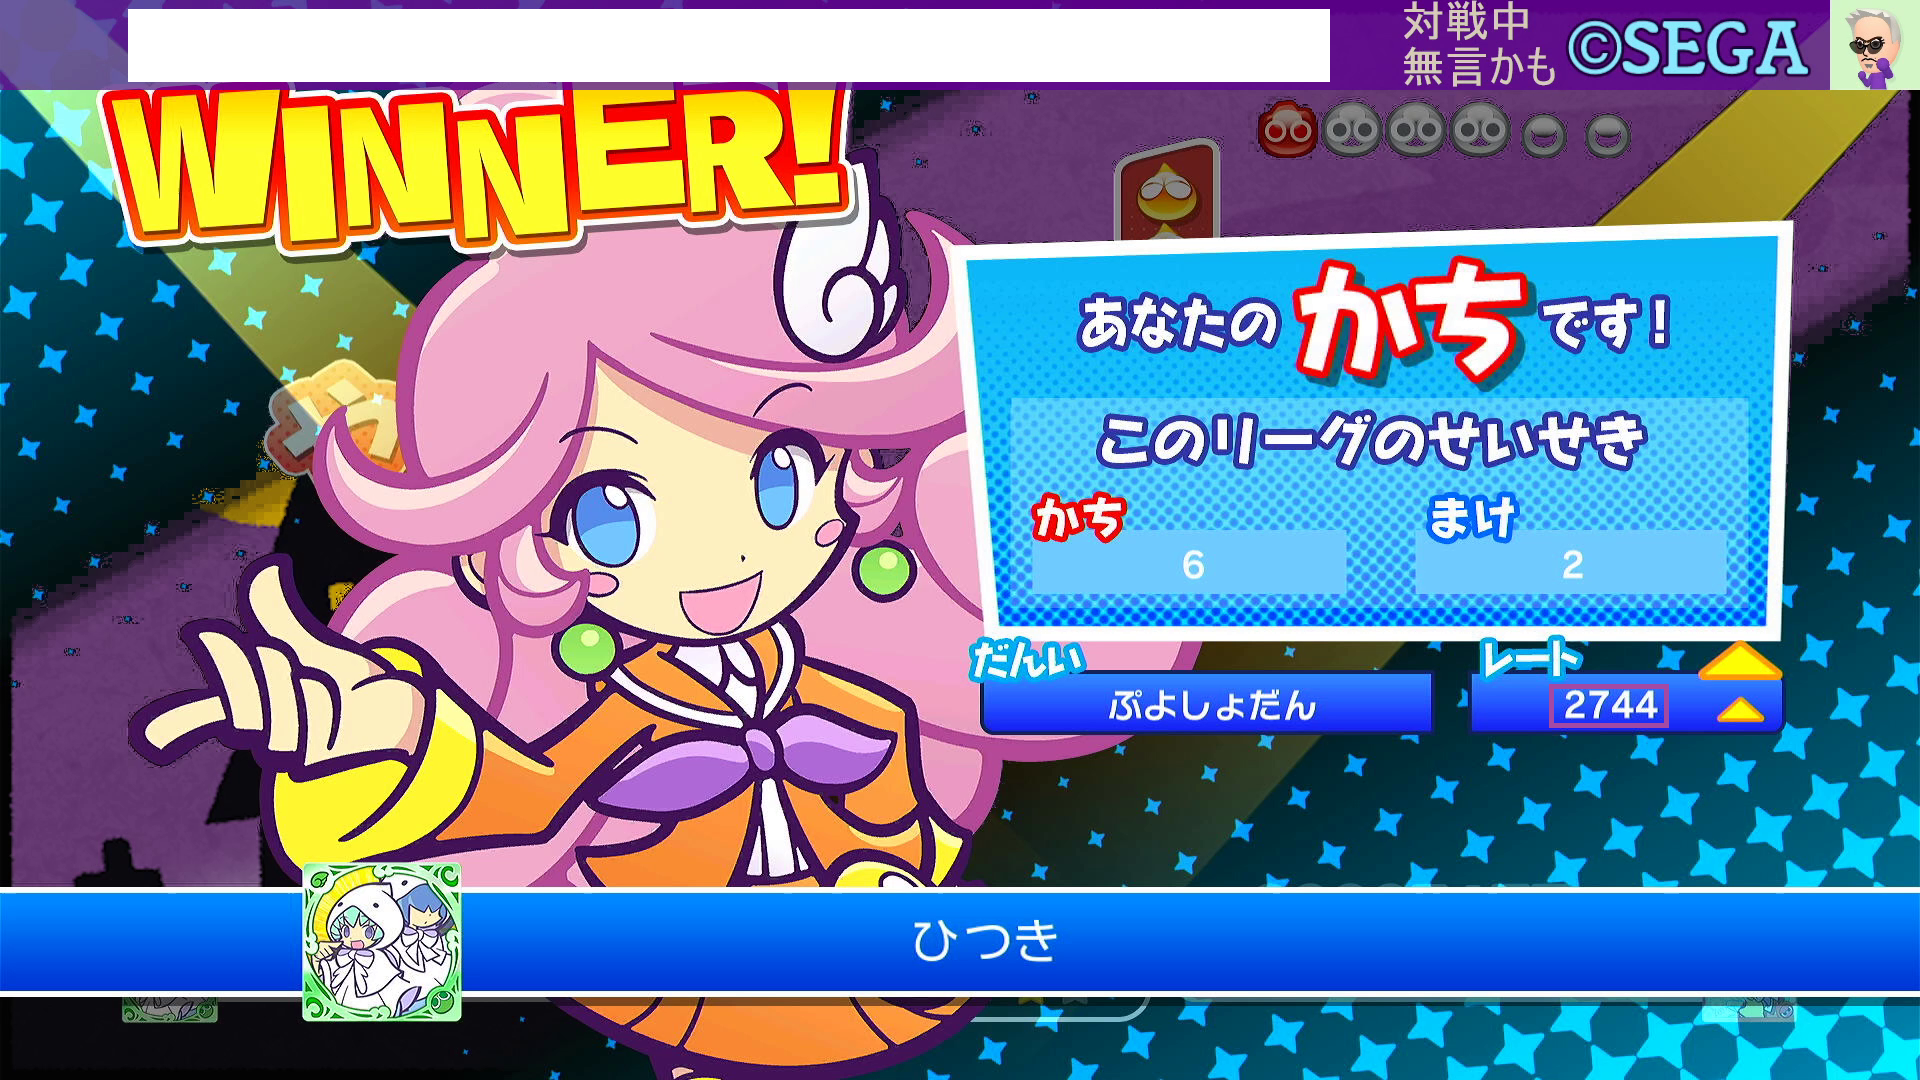 対戦中
無言かも
©SEGA
WINNER!
あなたの かち です!
このリーグのせいせき
かち
まけ
6
2
だんい
レート
ぷよしょだん
2744
ひつき